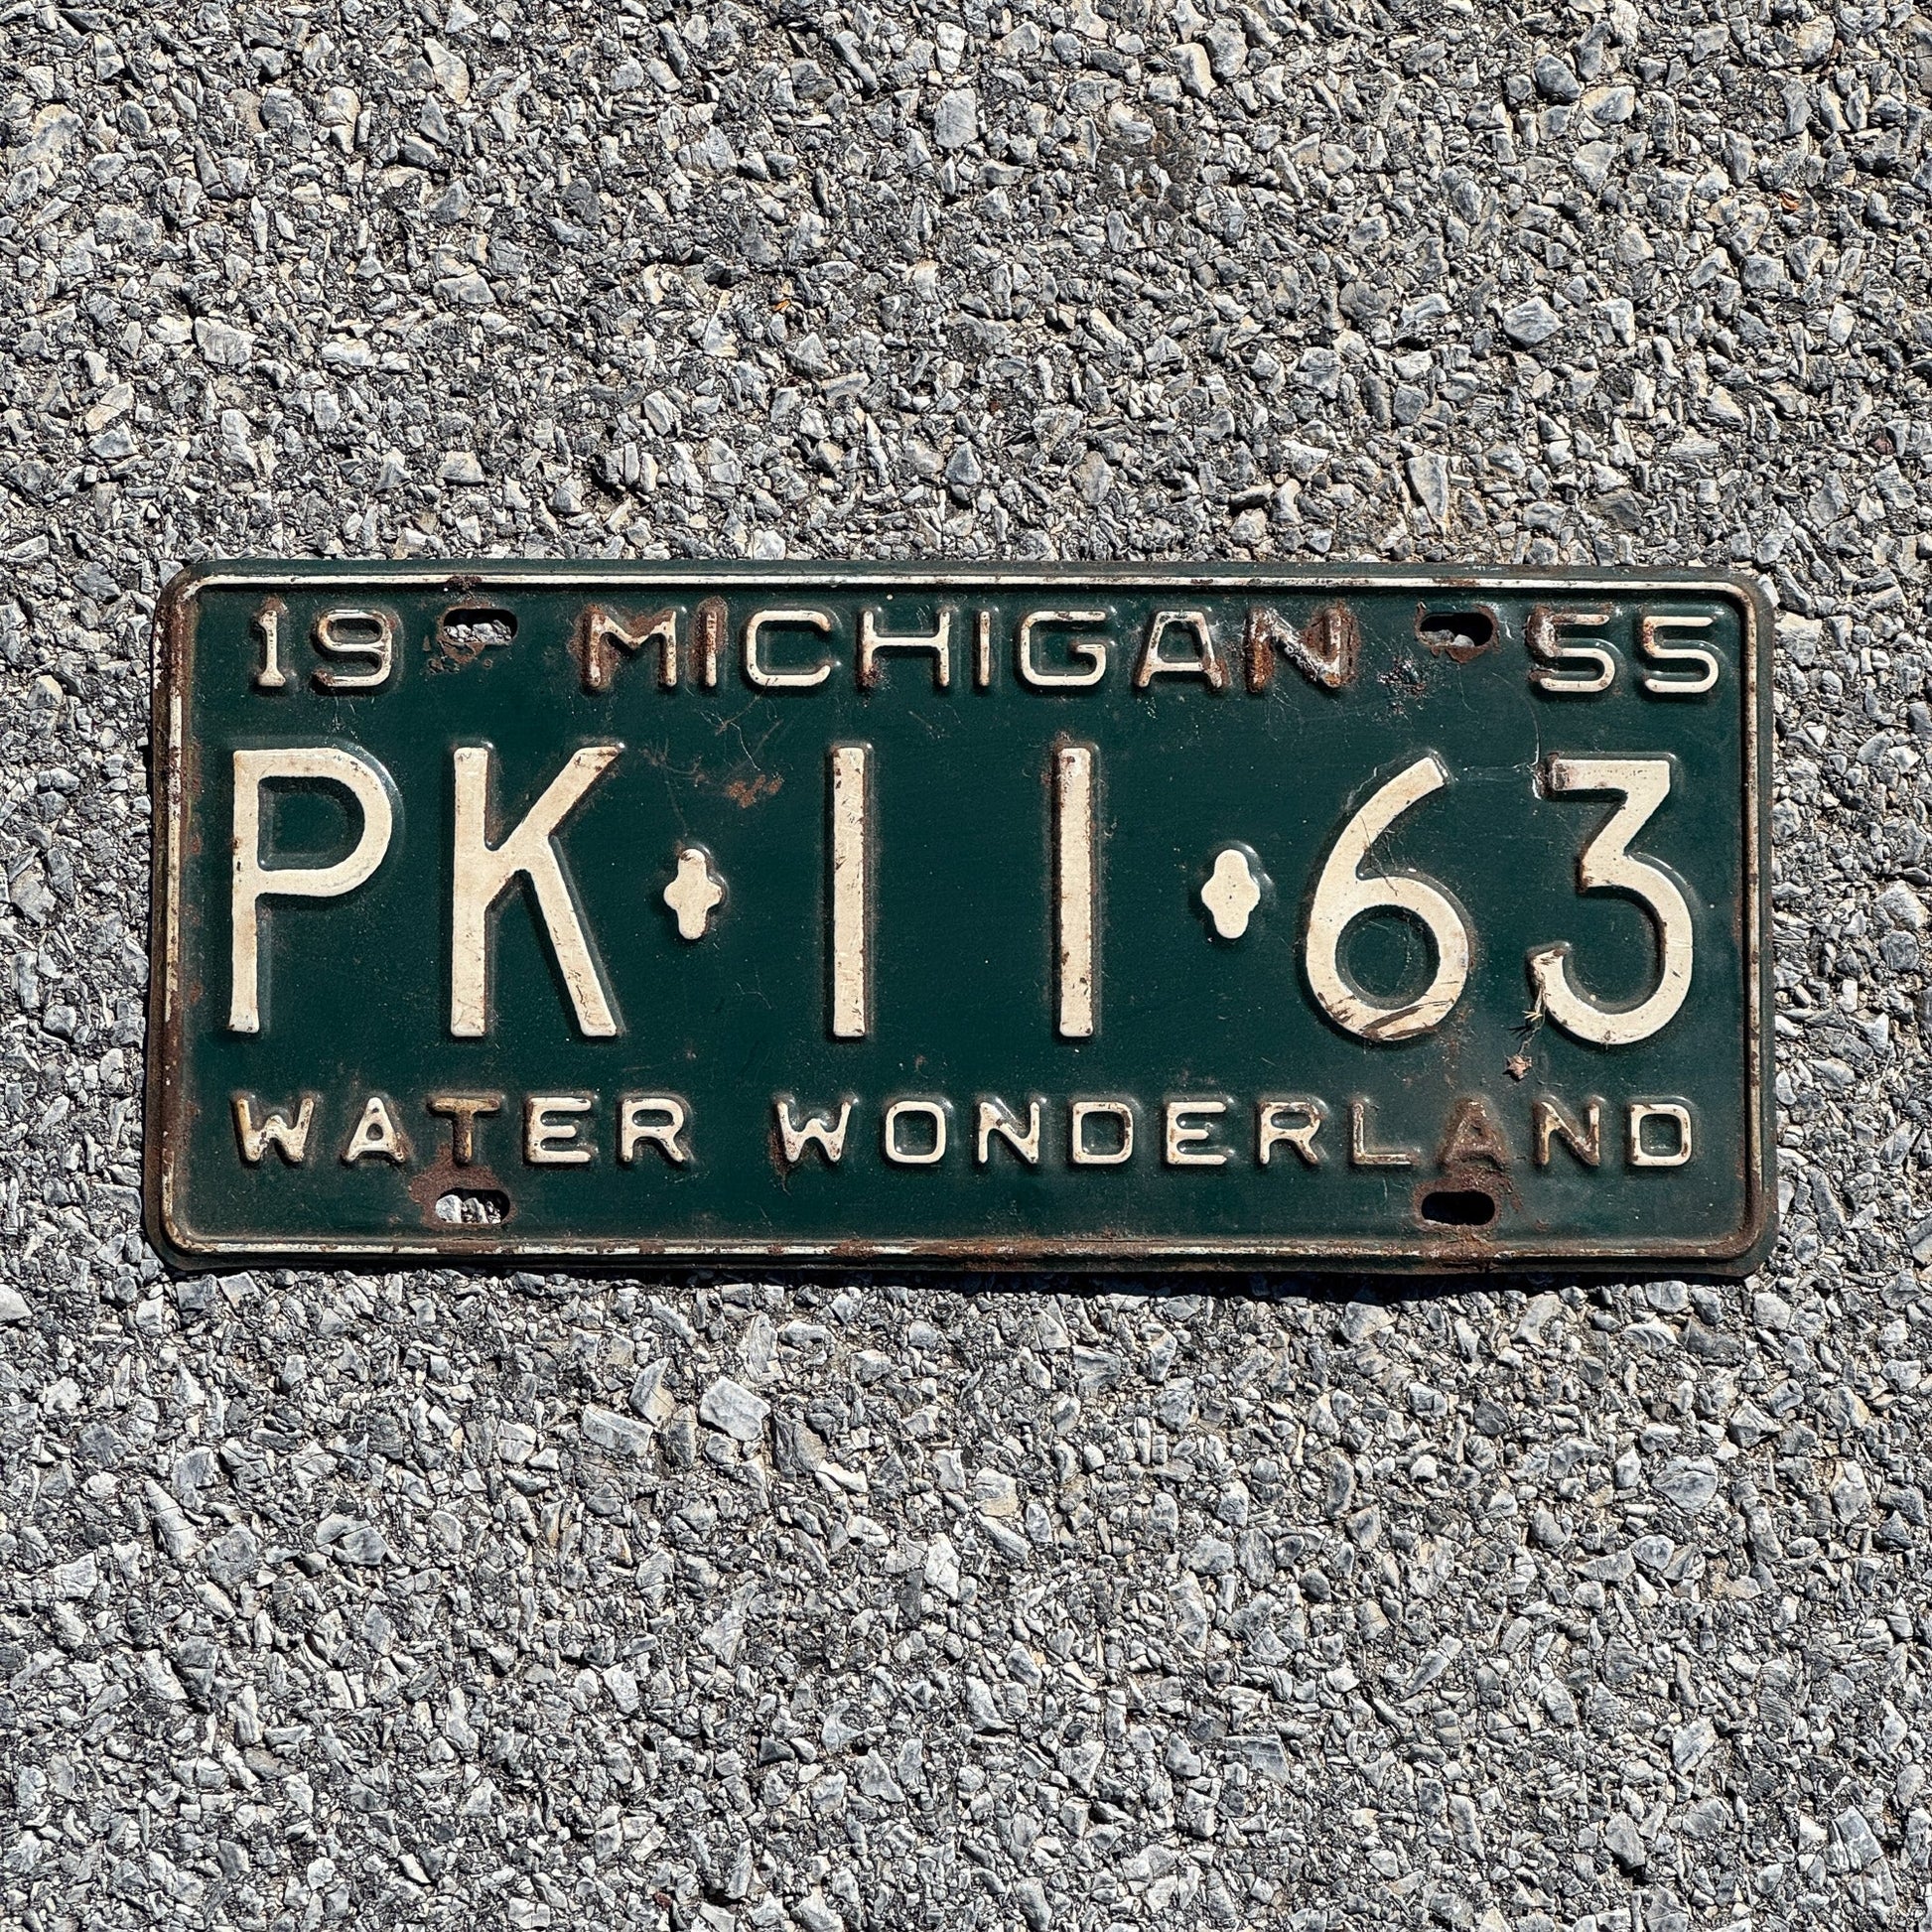 19 MICHIGAN 55
PK·11·63
WATER WONDERLAND